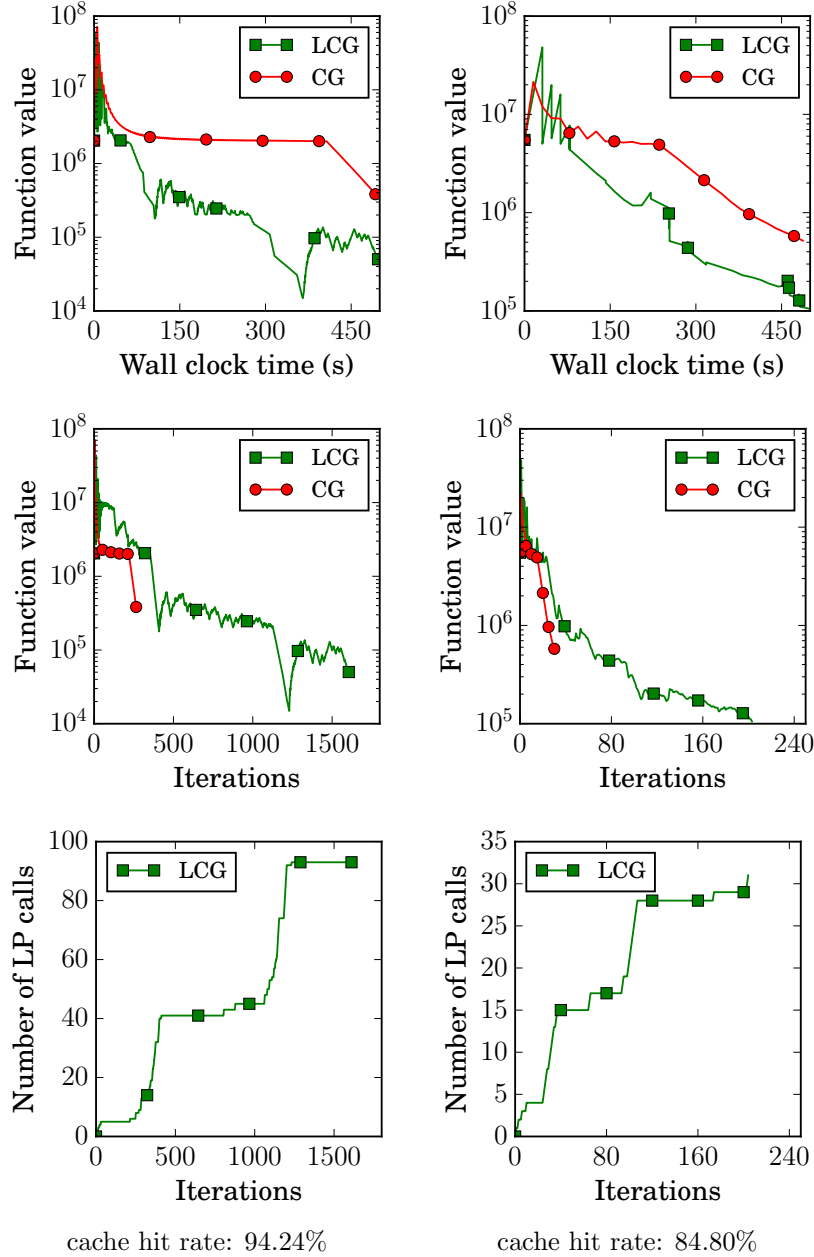 10^8
10^7
10^6
10^5
10^4
Function value
LCG
CG
0 150 300 450
Wall clock time (s)
10^8
10^7
10^6
10^5
Function value
LCG
CG
0 150 300 450
Wall clock time (s)
10^8
10^7
10^6
10^5
10^4
Function value
LCG
CG
0 500 1000 1500
Iterations
10^8
10^7
10^6
10^5
Function value
LCG
CG
0 80 160 240
Iterations
100
80
60
40
20
0
Number of LP calls
LCG
0 500 1000 1500
Iterations
35
30
25
20
15
10
5
0
Number of LP calls
LCG
0 80 160 240
Iterations
cache hit rate: 94.24%
cache hit rate: 84.80%